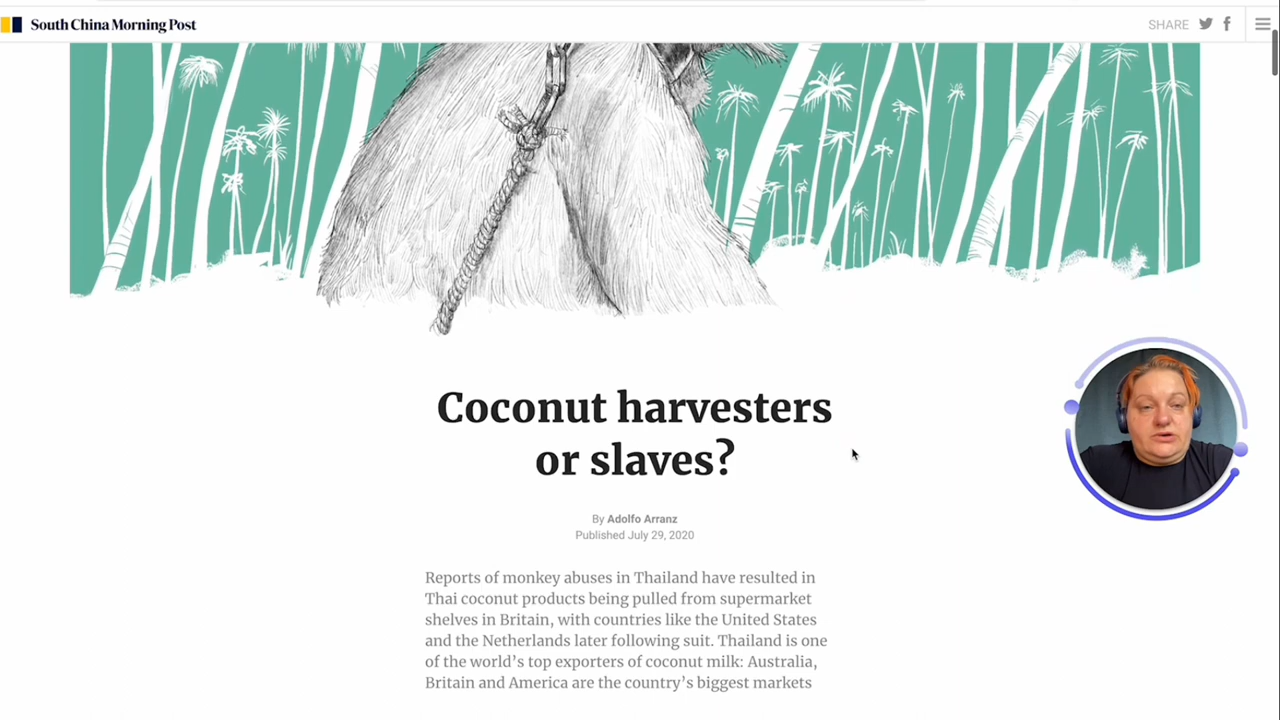 South China Morning Post
SHARE
Coconut harvesters
or slaves?
By Adolfo Arranz
Published July 29, 2020
Reports of monkey abuses in Thailand have resulted in
Thai coconut products being pulled from supermarket
shelves in Britain, with countries like the United States
and the Netherlands later following suit. Thailand is one
of the world’s top exporters of coconut milk: Australia,
Britain and America are the country’s biggest markets